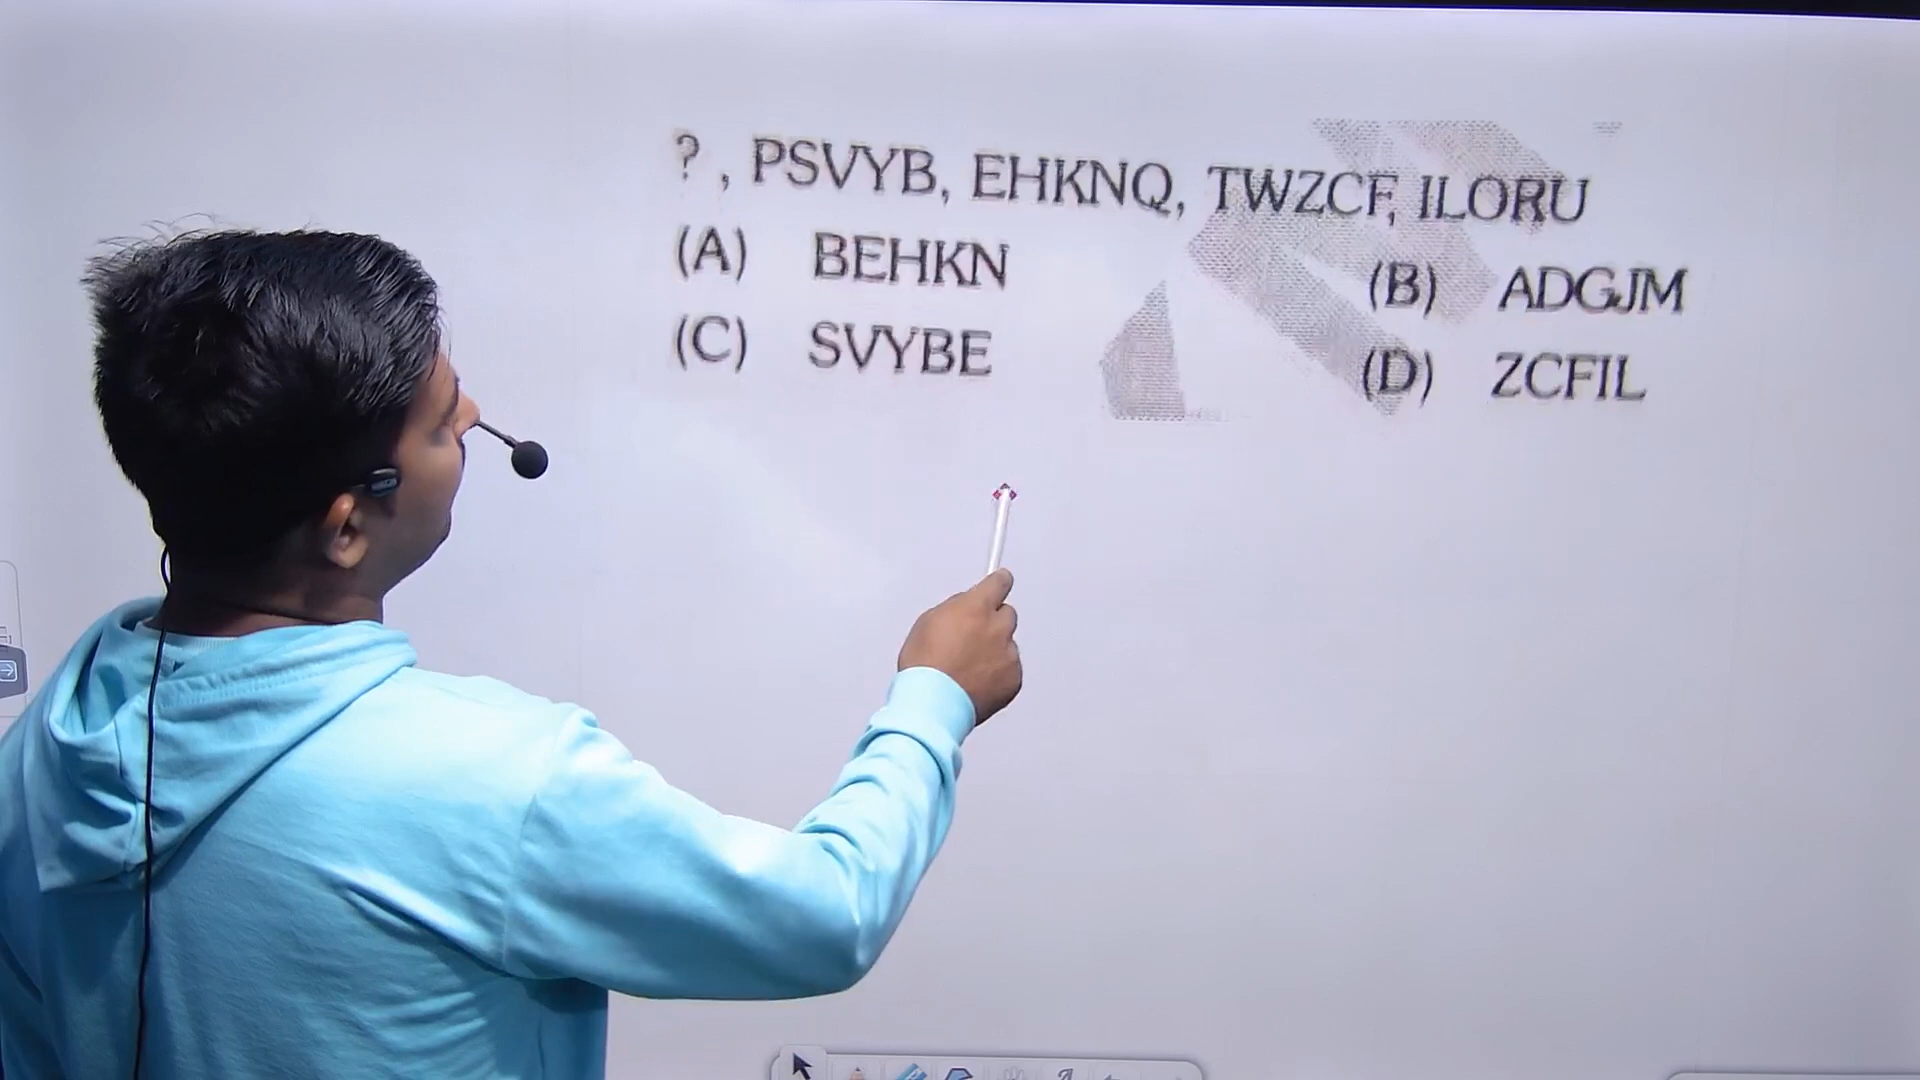 ? , PSVYB, EHKNQ, TWZCF, ILORU
(A) BEHKN (B) ADGJM
(C) SVYBE (D) ZCFIL